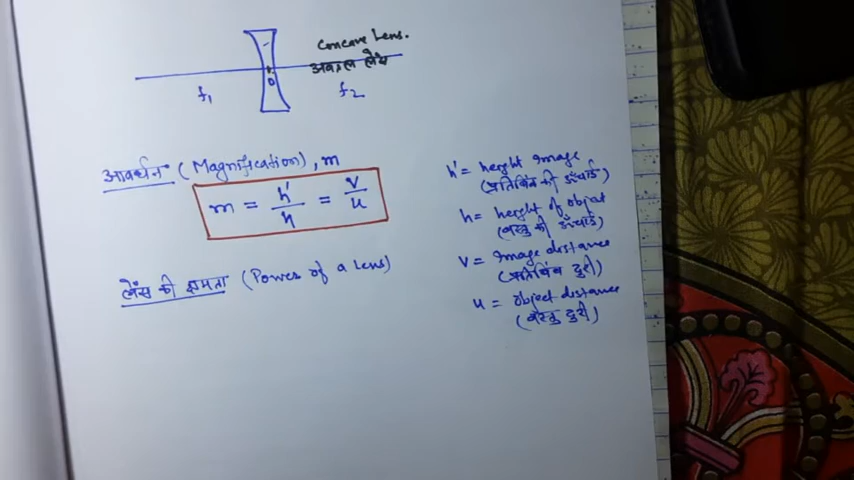 Concave Lens.
अवतल लेंस
O
f₁
f₂
आवर्धन (Magnification), m
m = h'/h = v/u
h' = height image
(प्रतिबिंब की ऊँचाई)
h = height of object
(वस्तु की ऊँचाई)
v = Image distance
(प्रतिबिंब दुरी)
u = object distance
(वस्तु दुरी)
लेंस की क्षमता (Power of a Lens)